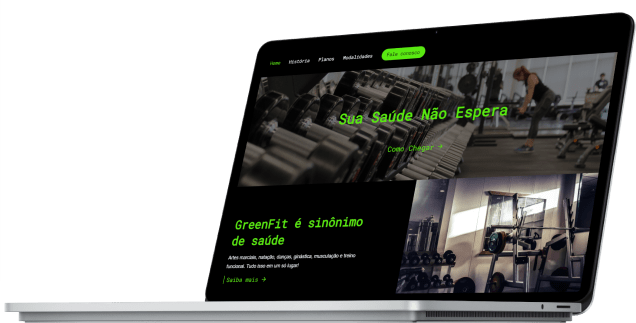 Home História Planos Modalidades Fale conosco
Sua Saúde Não Espera
Como Chegar →
GreenFit é sinônimo
de saúde
Artes marciais, natação, danças, ginástica, musculação e treino
funcional. Tudo isso em um só lugar!
Saiba mais →